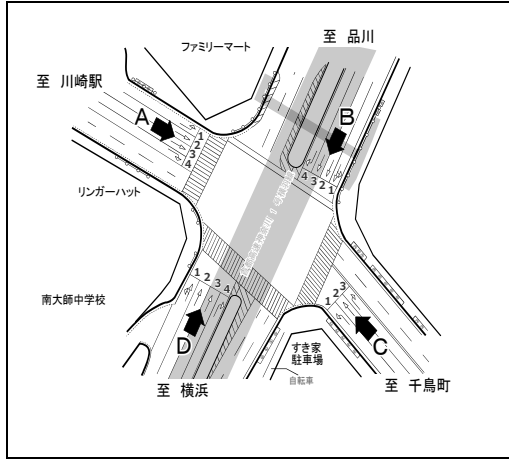 至 品川
ファミリーマート
至 川崎駅
A
B
1
2
3
4
4
3
2
1
リンガーハット
南大師中学校
1
2
3
4
1
2
3
D
C
すき家
駐車場
自転車
至 横浜
至 千鳥町